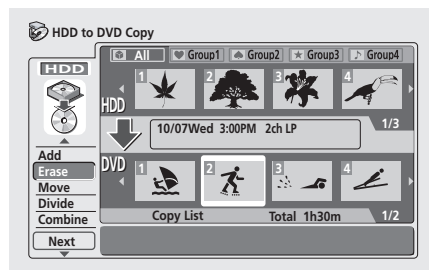 HDD to DVD Copy
HDD
All Group1 Group2 Group3 Group4
1 2 3 4
HDD
10/07Wed 3:00PM 2ch LP 1/3
DVD
1 2 3 4
Add
Erase
Move
Divide
Combine
Copy List Total 1h30m 1/2
Next